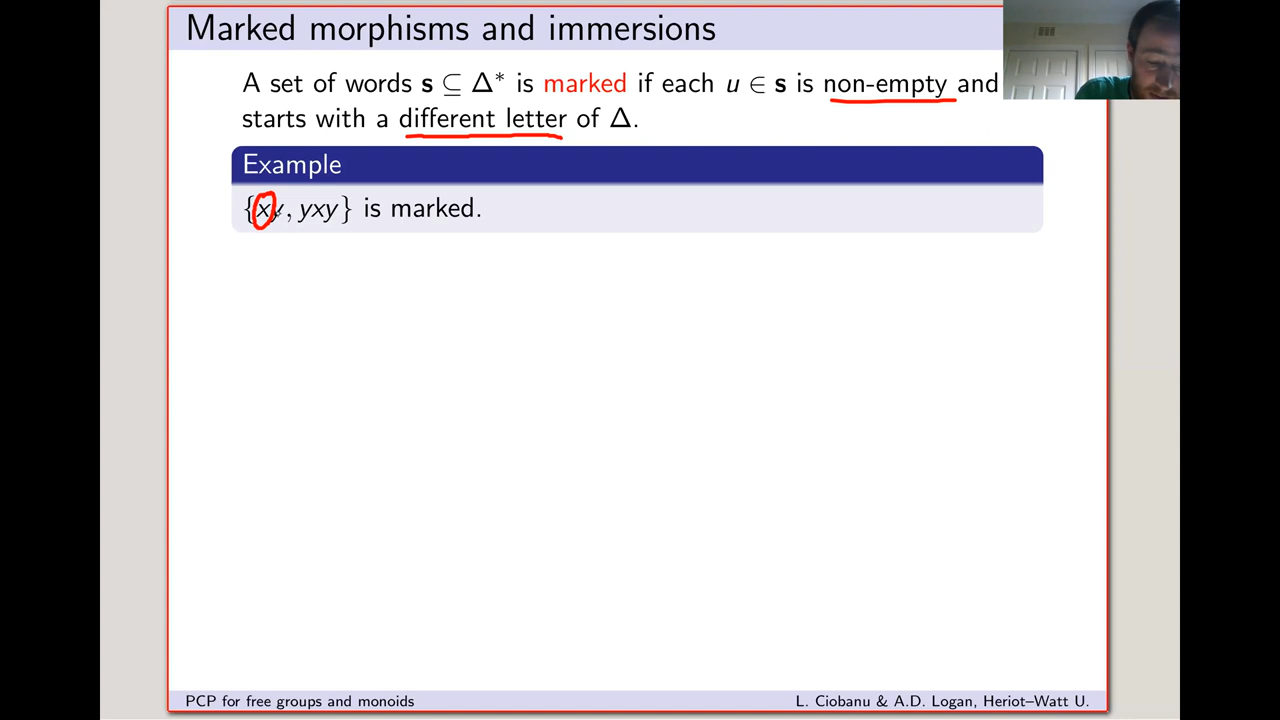 Marked morphisms and immersions
A set of words s ⊆ Δ* is marked if each u ∈ s is non-empty and
starts with a different letter of Δ.
Example
{xy, yxy} is marked.
PCP for free groups and monoids
L. Ciobanu & A.D. Logan, Heriot–Watt U.